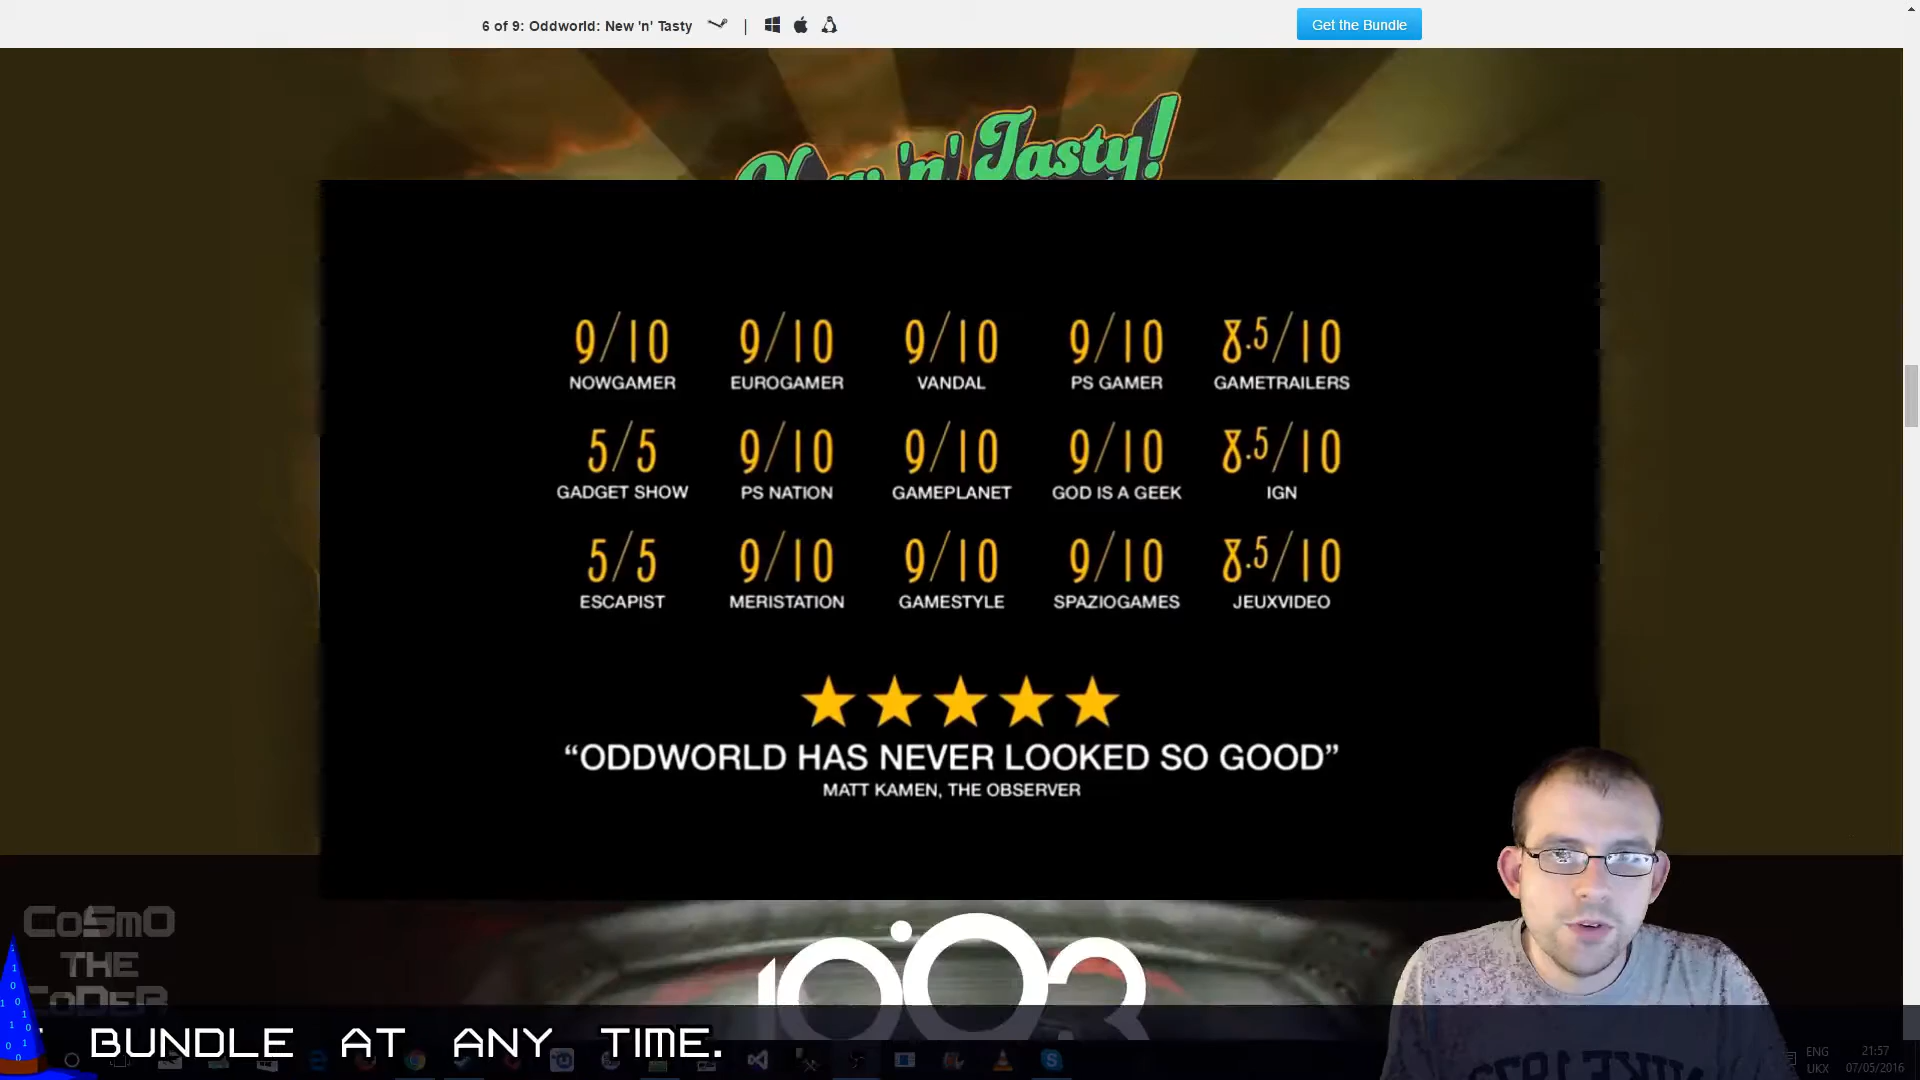 6 of 9: Oddworld: New 'n' Tasty |
Get the Bundle
'n' Tasty!
9/10 9/10 9/10 9/10 8.5/10
NOWGAMER EUROGAMER VANDAL PS GAMER GAMETRAILERS
5/5 9/10 9/10 9/10 8.5/10
GADGET SHOW PS NATION GAMEPLANET GOD IS A GEEK IGN
5/5 9/10 9/10 9/10 8.5/10
ESCAPIST MERISTATION GAMESTYLE SPAZIOGAMES JEUXVIDEO
“ODDWORLD HAS NEVER LOOKED SO GOOD”
MATT KAMEN, THE OBSERVER
CoSmO
THE
CoDER
BUNDLE AT ANY TIME.
ENG 21:57
UKX 07/05/2016